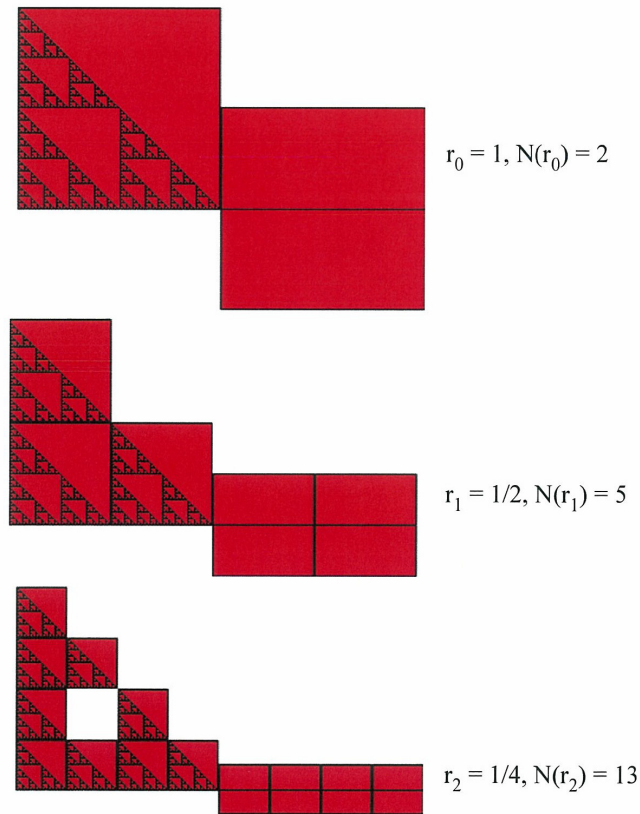 r₀ = 1, N(r₀) = 2
r₁ = 1/2, N(r₁) = 5
r₂ = 1/4, N(r₂) = 13